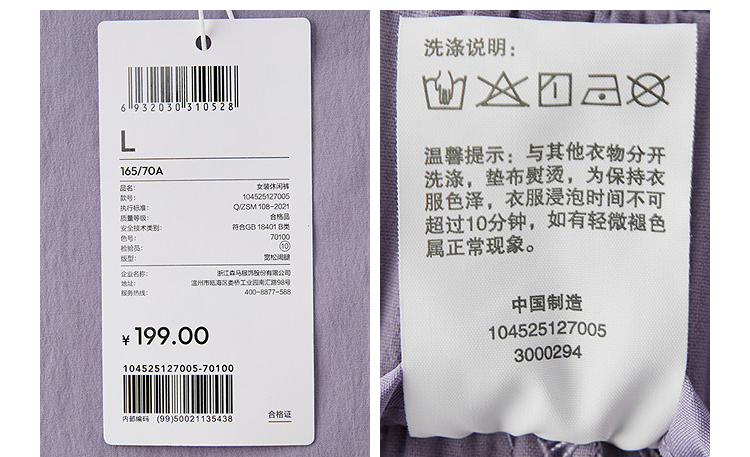 6 932030 310528
L
165/70A
品名: 女装休闲裤
款号: 104525127005
执行标准: Q/ZSM 108-2021
质量等级: 合格品
安全技术类别: 符合GB 18401 B类
色号: 70100
检验员: 10
版型: 宽松阔腿
企业名称: 浙江森马服饰股份有限公司
地址: 温州市瓯海区娄桥工业园南汇路98号
服务热线: 400-8877-588
¥ 199.00
104525127005-70100
内部编码 (99)50021135438
合格证
洗涤说明:
温馨提示: 与其他衣物分开
洗涤, 垫布熨烫, 为保持衣
服色泽, 衣服浸泡时间不可
超过10分钟, 如有轻微褪色
属正常现象。
中国制造
104525127005
3000294